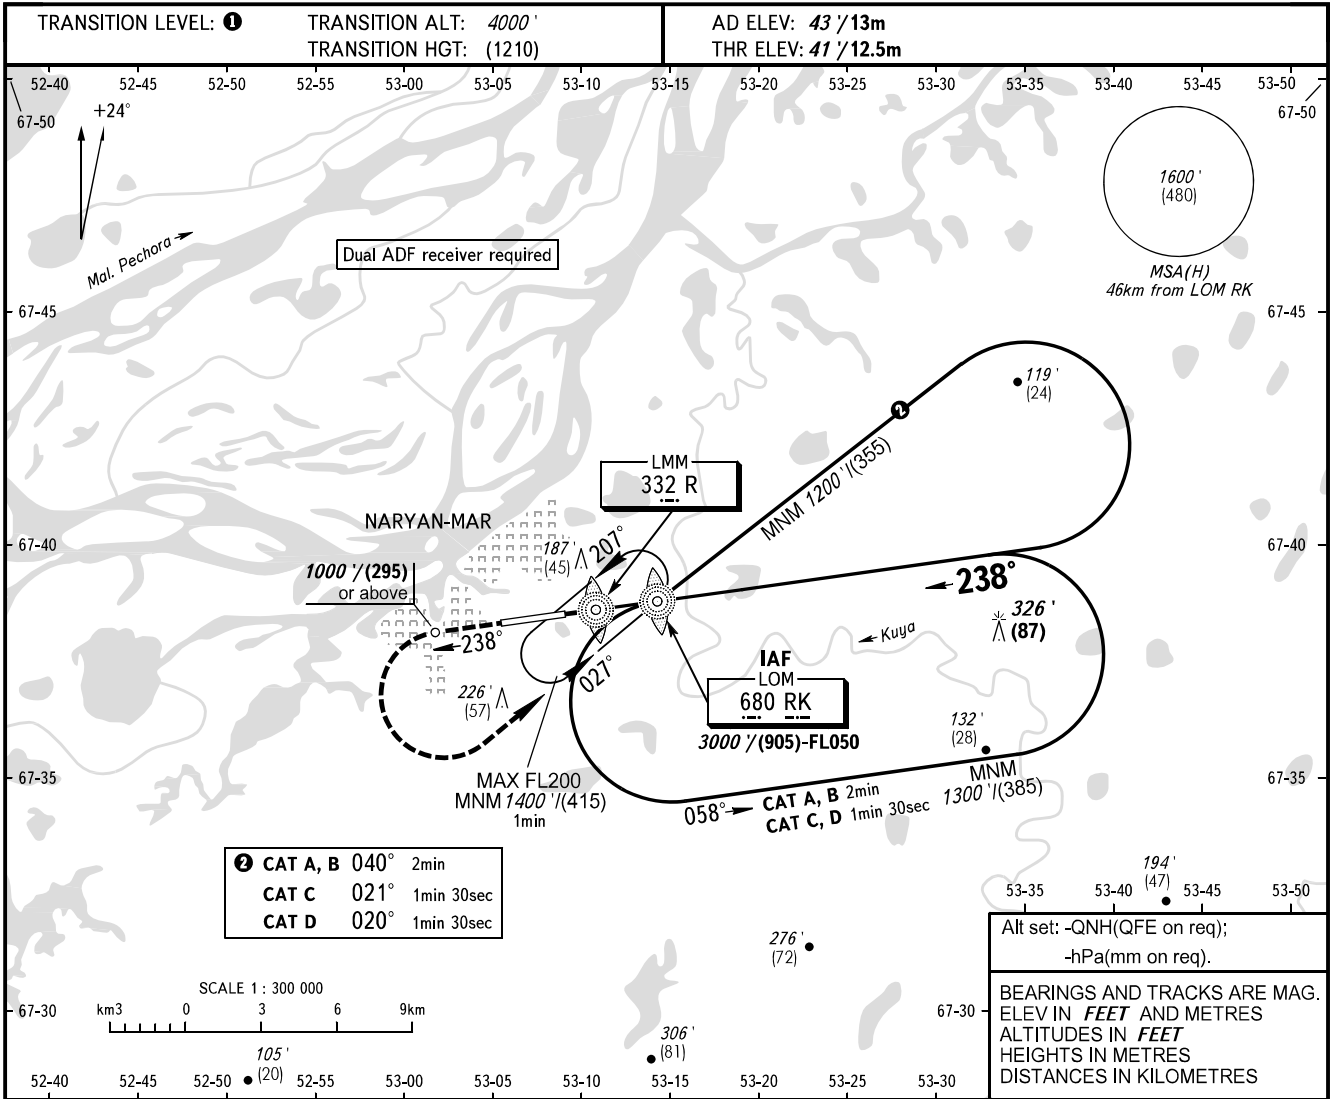 TRANSITION LEVEL: ❶
TRANSITION ALT: 4000 '
TRANSITION HGT: (1210)
AD ELEV: 43 '/13m
THR ELEV: 41 '/12.5m
52-40 52-45 52-50 52-55 53-00 53-05 53-10 53-15 53-20 53-25 53-30 53-35 53-40 53-45 53-50
67-50 67-50
+24°
1600 '
(480)
MSA(H)
46km from LOM RK
Mal. Pechora
Dual ADF receiver required
67-45 67-45
119 '
(24)
❷
MNM 1200 '/(355)
LMM
332 R
NARYAN-MAR
187 '
(45)
207°
67-40 67-40
1000 '/(295)
or above
238°
326 '
(87)
Kuya
238°
027°
IAF
LOM
680 RK
3000 '/(905)-FL050
226 '
(57)
132 '
(28)
67-35 67-35
MAX FL200
MNM 1400 '/(415)
1min
MNM
1300 '/(385)
058°
CAT A, B 2min
CAT C, D 1min 30sec
❷ CAT A, B 040° 2min
CAT C 021° 1min 30sec
CAT D 020° 1min 30sec
194 '
(47)
53-35 53-40 53-45 53-50
276 '
(72)
Alt set: -QNH(QFE on req);
-hPa(mm on req).
SCALE 1 : 300 000
km3 0 3 6 9km
67-30 67-30
BEARINGS AND TRACKS ARE MAG.
ELEV IN FEET AND METRES
ALTITUDES IN FEET
HEIGHTS IN METRES
DISTANCES IN KILOMETRES
306 '
(81)
105 '
(20)
52-40 52-45 52-50 52-55 53-00 53-05 53-10 53-15 53-20 53-25 53-30